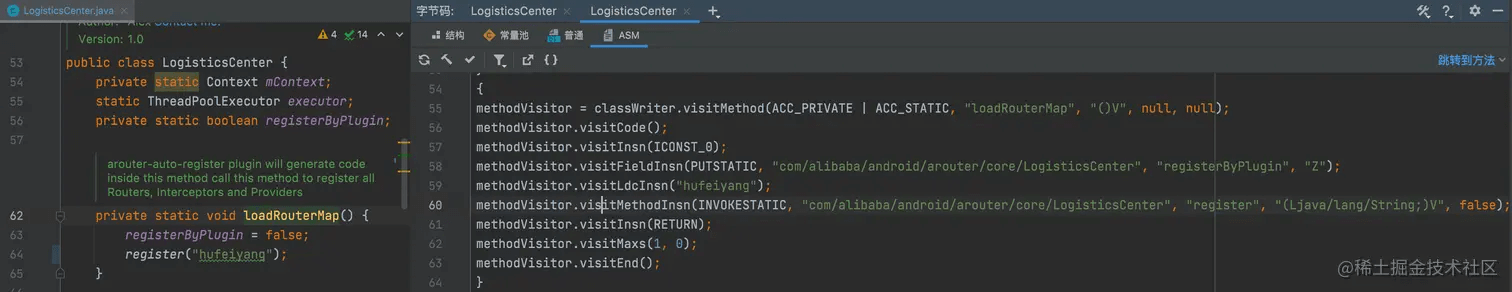 LogisticsCenter.java ×
Version: 1.0
4 14
53 public class LogisticsCenter {
54 private static Context mContext;
55 static ThreadPoolExecutor executor;
56 private static boolean registerByPlugin;
57
arouter-auto-register plugin will generate code
inside this method call this method to register all
Routers, Interceptors and Providers
62 private static void loadRouterMap() {
63 registerByPlugin = false;
64 register("hufeiyang");
65 }
字节码: LogisticsCenter × LogisticsCenter × +
结构 常量池 普通 ASM
跳转到方法
54 {
55 methodVisitor = classWriter.visitMethod(ACC_PRIVATE | ACC_STATIC, "loadRouterMap", "()V", null, null);
56 methodVisitor.visitCode();
57 methodVisitor.visitInsn(ICONST_0);
58 methodVisitor.visitFieldInsn(PUTSTATIC, "com/alibaba/android/arouter/core/LogisticsCenter", "registerByPlugin", "Z");
59 methodVisitor.visitLdcInsn("hufeiyang");
60 methodVisitor.visitMethodInsn(INVOKESTATIC, "com/alibaba/android/arouter/core/LogisticsCenter", "register", "(Ljava/lang/String;)V", false);
61 methodVisitor.visitInsn(RETURN);
62 methodVisitor.visitMaxs(1, 0);
63 methodVisitor.visitEnd();
64 }
@稀土掘金技术社区